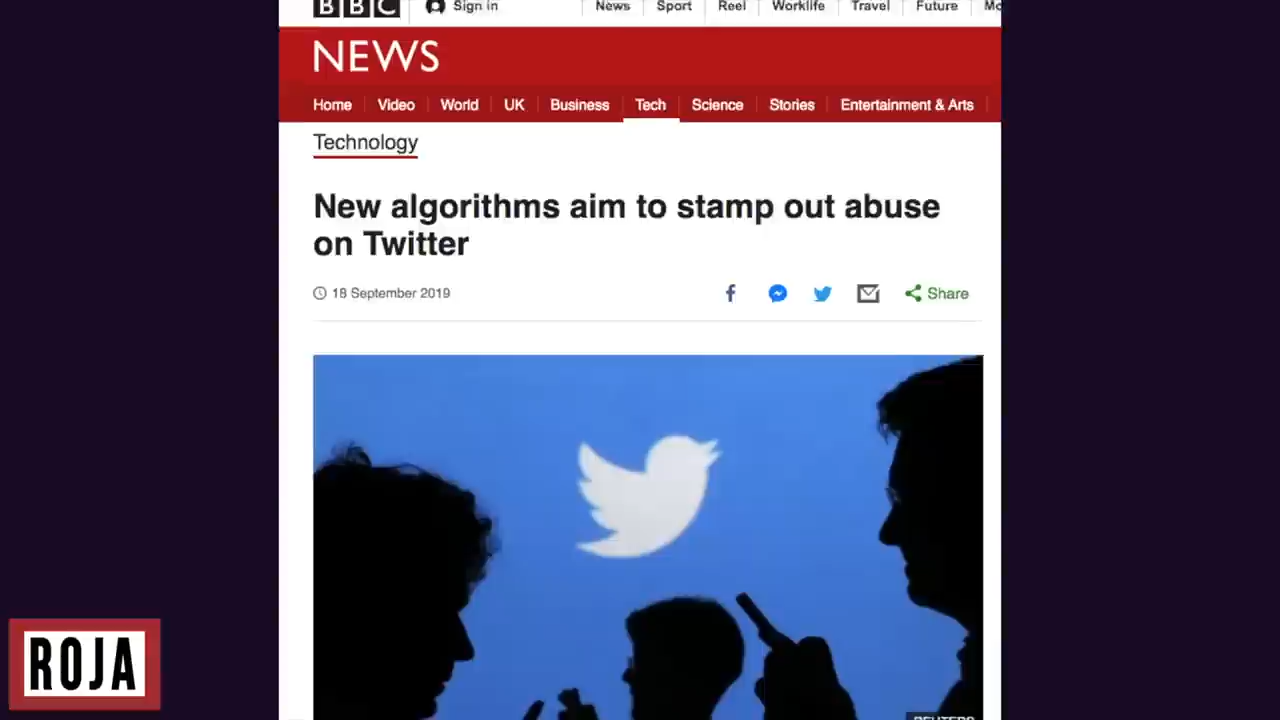 BBC Sign in News Sport Reel Worklife Travel Future
NEWS
Home Video World UK Business Tech Science Stories Entertainment & Arts
Technology
New algorithms aim to stamp out abuse
on Twitter
18 September 2019 Share
REUTERS
ROJA